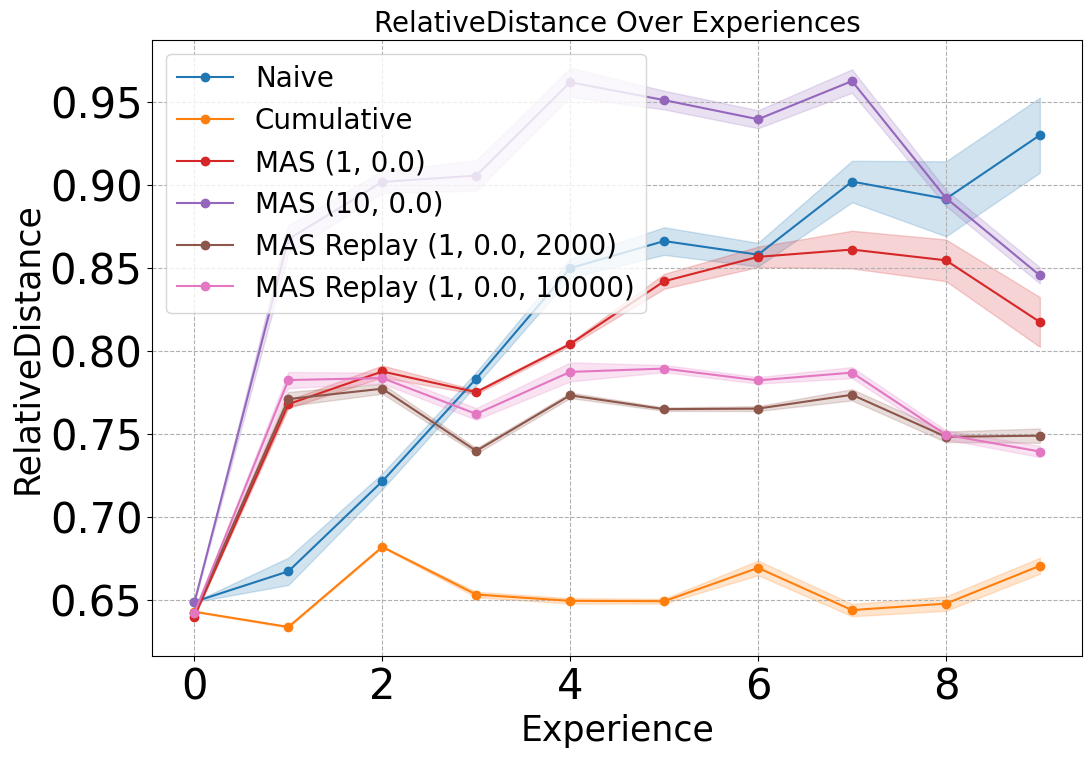 RelativeDistance Over Experiences
Naive
Cumulative
MAS (1, 0.0)
MAS (10, 0.0)
MAS Replay (1, 0.0, 2000)
MAS Replay (1, 0.0, 10000)
0.95
0.90
0.85
0.80
0.75
0.70
0.65
RelativeDistance
0 2 4 6 8
Experience